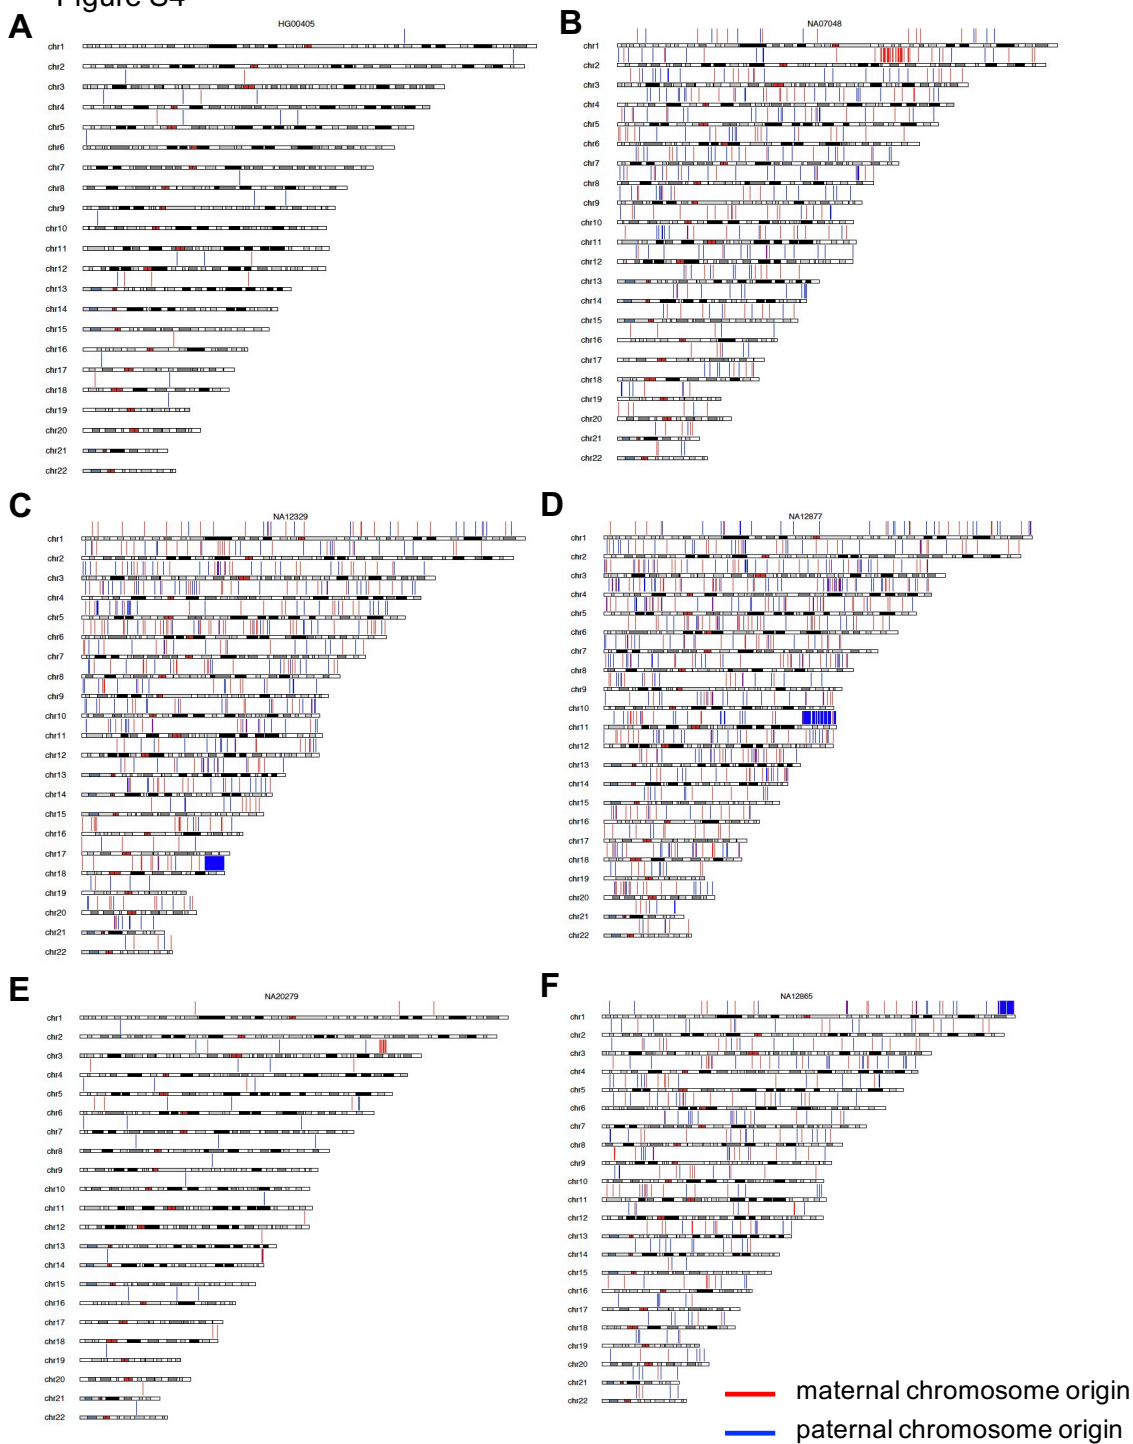 Figure S4
A
HG00405
chr1
chr2
chr3
chr4
chr5
chr6
chr7
chr8
chr9
chr10
chr11
chr12
chr13
chr14
chr15
chr16
chr17
chr18
chr19
chr20
chr21
chr22
B
NA07048
chr1
chr2
chr3
chr4
chr5
chr6
chr7
chr8
chr9
chr10
chr11
chr12
chr13
chr14
chr15
chr16
chr17
chr18
chr19
chr20
chr21
chr22
C
NA12329
chr1
chr2
chr3
chr4
chr5
chr6
chr7
chr8
chr9
chr10
chr11
chr12
chr13
chr14
chr15
chr16
chr17
chr18
chr19
chr20
chr21
chr22
D
NA12877
chr1
chr2
chr3
chr4
chr5
chr6
chr7
chr8
chr9
chr10
chr11
chr12
chr13
chr14
chr15
chr16
chr17
chr18
chr19
chr20
chr21
chr22
E
NA20279
chr1
chr2
chr3
chr4
chr5
chr6
chr7
chr8
chr9
chr10
chr11
chr12
chr13
chr14
chr15
chr16
chr17
chr18
chr19
chr20
chr21
chr22
F
NA12865
chr1
chr2
chr3
chr4
chr5
chr6
chr7
chr8
chr9
chr10
chr11
chr12
chr13
chr14
chr15
chr16
chr17
chr18
chr19
chr20
chr21
chr22
maternal chromosome origin
paternal chromosome origin